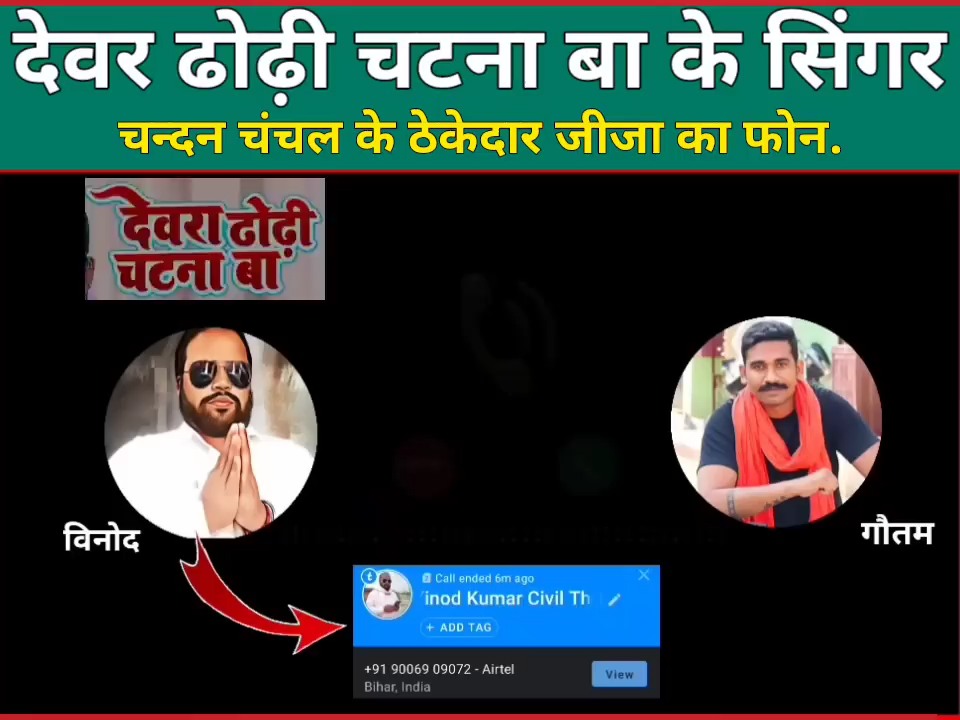 देवर ढोढ़ी चटना बा के सिंगर
चन्दन चंचल के ठेकेदार जीजा का फोन.
देवरा ढोढ़ी
चटना बा
विनोद
गौतम
t
Call ended 6m ago
inod Kumar Civil Th
+ ADD TAG
+91 90069 09072 - Airtel
Bihar, India
View